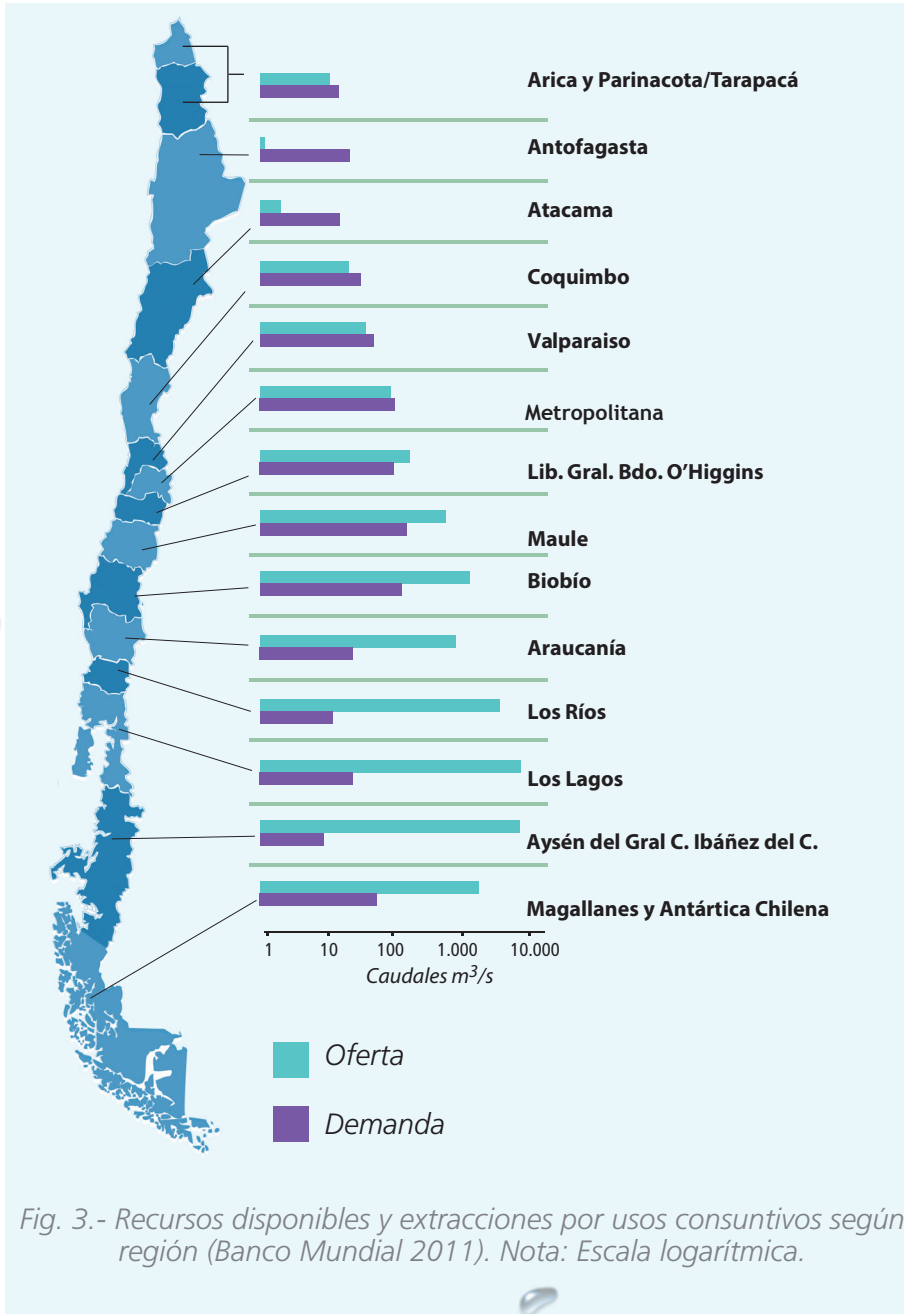 Arica y Parinacota/Tarapacá
Antofagasta
Atacama
Coquimbo
Valparaiso
Metropolitana
Lib. Gral. Bdo. O’Higgins
Maule
Biobío
Araucanía
Los Ríos
Los Lagos
Aysén del Gral C. Ibáñez del C.
Magallanes y Antártica Chilena
1 10 100 1.000 10.000
Caudales m³/s
Oferta
Demanda
Fig. 3.- Recursos disponibles y extracciones por usos consuntivos según
región (Banco Mundial 2011). Nota: Escala logarítmica.